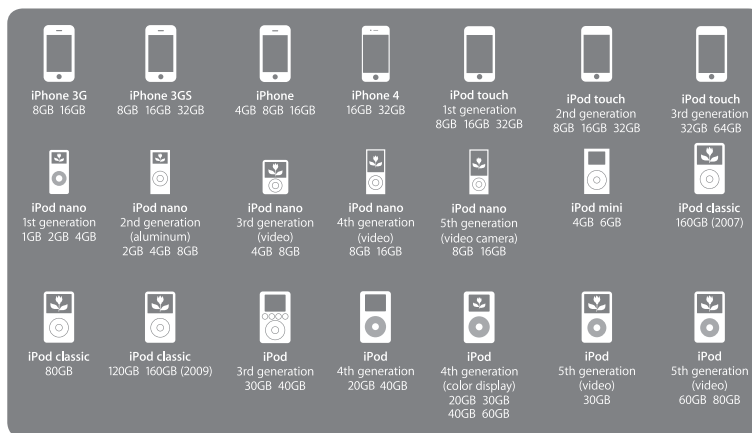 iPhone 3G
8GB 16GB
iPhone 3GS
8GB 16GB 32GB
iPhone
4GB 8GB 16GB
iPhone 4
16GB 32GB
iPod touch
1st generation
8GB 16GB 32GB
iPod touch
2nd generation
8GB 16GB 32GB
iPod touch
3rd generation
32GB 64GB
iPod nano
1st generation
1GB 2GB 4GB
iPod nano
2nd generation
(aluminum)
2GB 4GB 8GB
iPod nano
3rd generation
(video)
4GB 8GB
iPod nano
4th generation
(video)
8GB 16GB
iPod nano
5th generation
(video camera)
8GB 16GB
iPod mini
4GB 6GB
iPod classic
160GB (2007)
iPod classic
80GB
iPod classic
120GB 160GB (2009)
iPod
3rd generation
30GB 40GB
iPod
4th generation
20GB 40GB
iPod
4th generation
(color display)
20GB 30GB
40GB 60GB
iPod
5th generation
(video)
30GB
iPod
5th generation
(video)
60GB 80GB